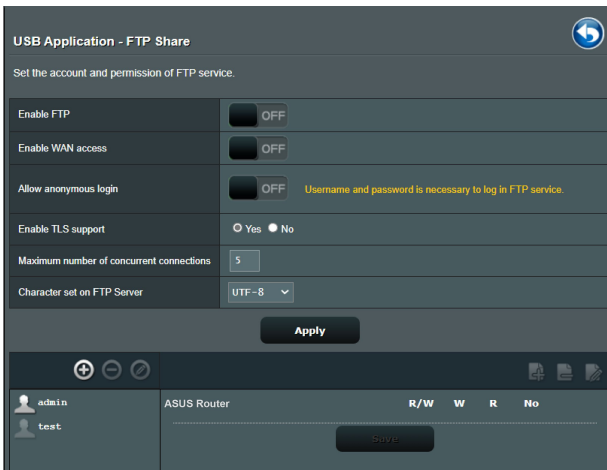 USB Application - FTP Share
Set the account and permission of FTP service.
Enable FTP OFF
Enable WAN access OFF
Allow anonymous login OFF Username and password is necessary to log in FTP service.
Enable TLS support Yes No
Maximum number of concurrent connections 5
Character set on FTP Server UTF-8
Apply
admin ASUS Router R/W W R No
test
Save